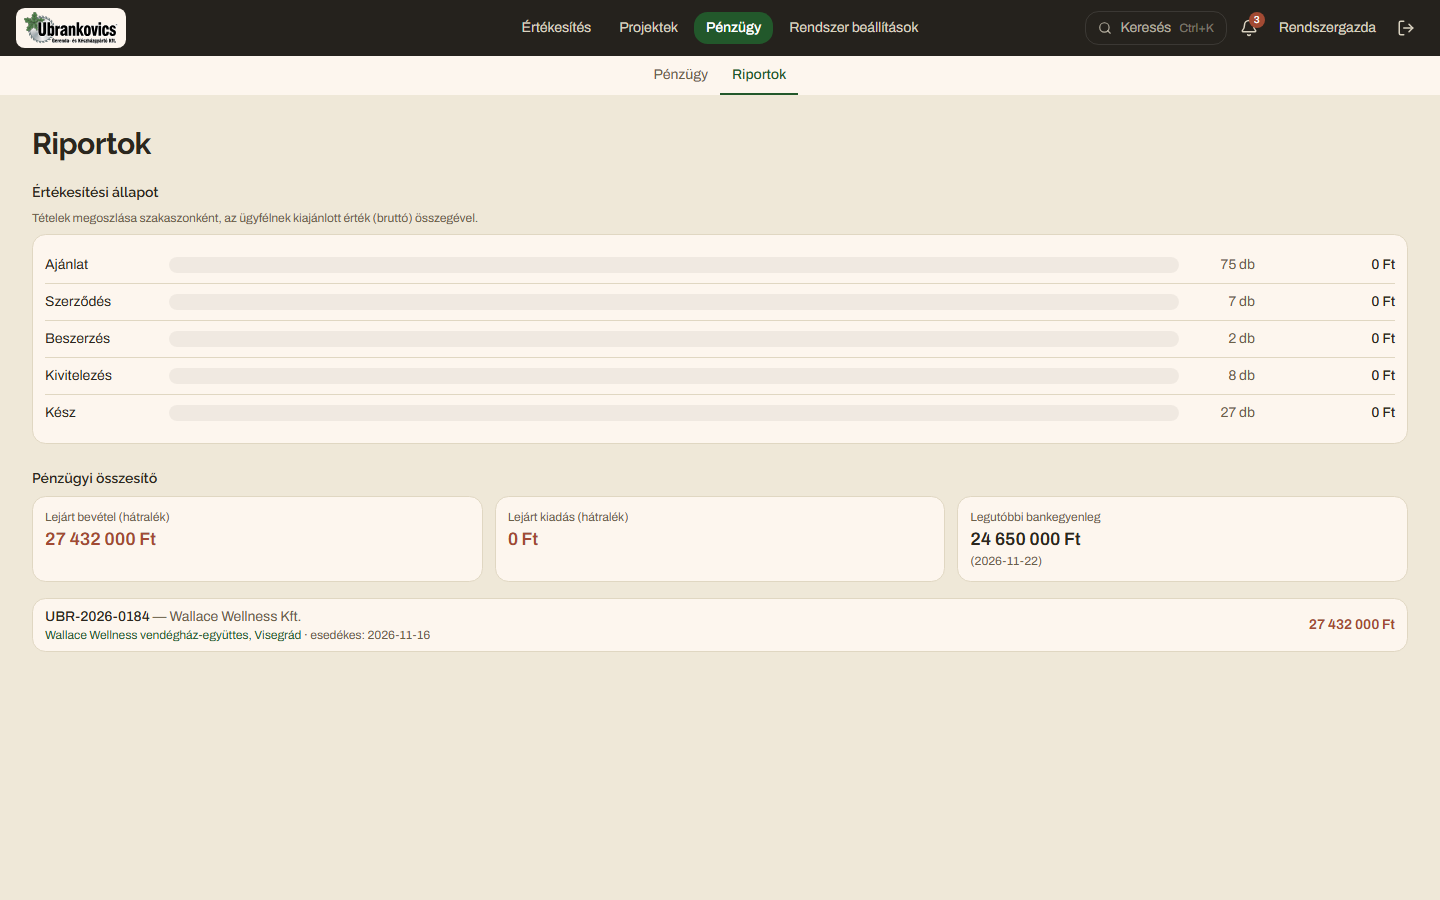 Ubrankovics
Gerenda- és Készházgyártó Kft.
Értékesítés
Projektek
Pénzügy
Rendszer beállítások
Keresés Ctrl+K
3
Rendszergazda
Pénzügy
Riportok
Riportok
Értékesítési állapot
Tételek megoszlása szakaszonként, az ügyfélnek kiajánlott érték (bruttó) összegével.
Ajánlat 75 db 0 Ft
Szerződés 7 db 0 Ft
Beszerzés 2 db 0 Ft
Kivitelezés 8 db 0 Ft
Kész 27 db 0 Ft
Pénzügyi összesítő
Lejárt bevétel (hátralék)
27 432 000 Ft
Lejárt kiadás (hátralék)
0 Ft
Legutóbbi bankegyenleg
24 650 000 Ft
(2026-11-22)
UBR-2026-0184 — Wallace Wellness Kft.
Wallace Wellness vendégház-együttes, Visegrád · esedékes: 2026-11-16
27 432 000 Ft